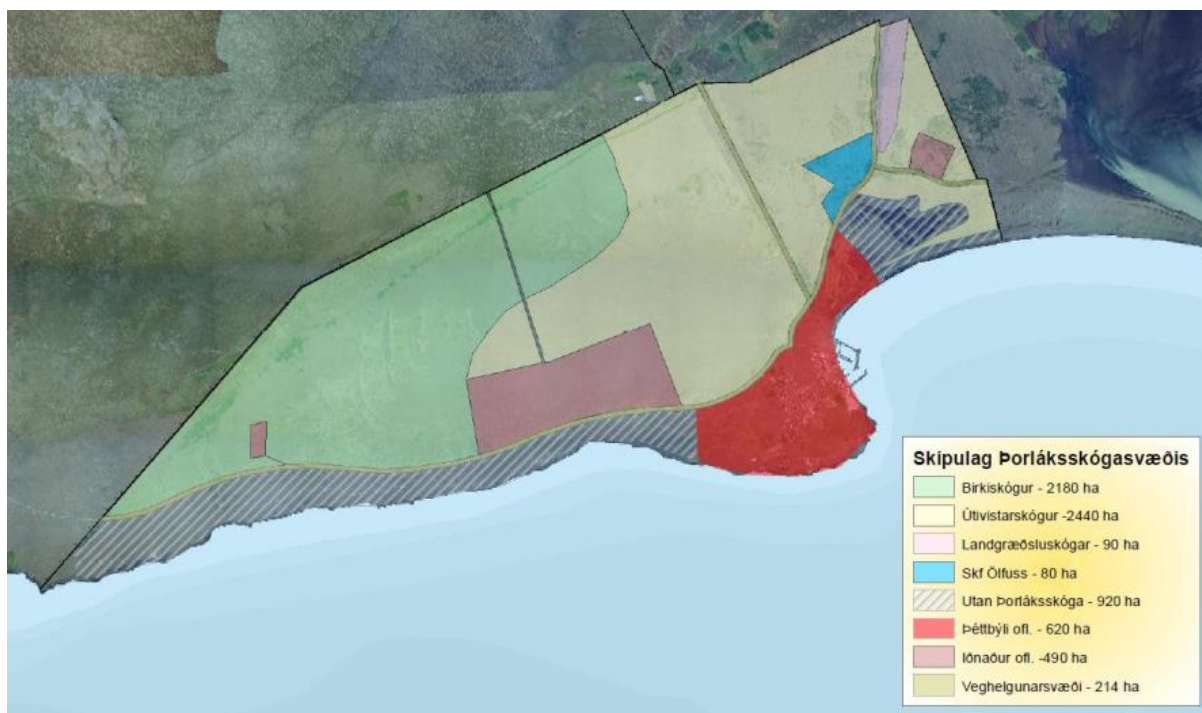 Skipulag Þorláksskógasvæðis
Birkiskógur - 2180 ha
Útivistarskógur -2440 ha
Landgræðsluskógar - 90 ha
Skf Ölfuss - 80 ha
Utan Þorláksskóga - 920 ha
Þéttbýli ofl. - 620 ha
Iðnaður ofl. -490 ha
Veghelgunarsvæði - 214 ha